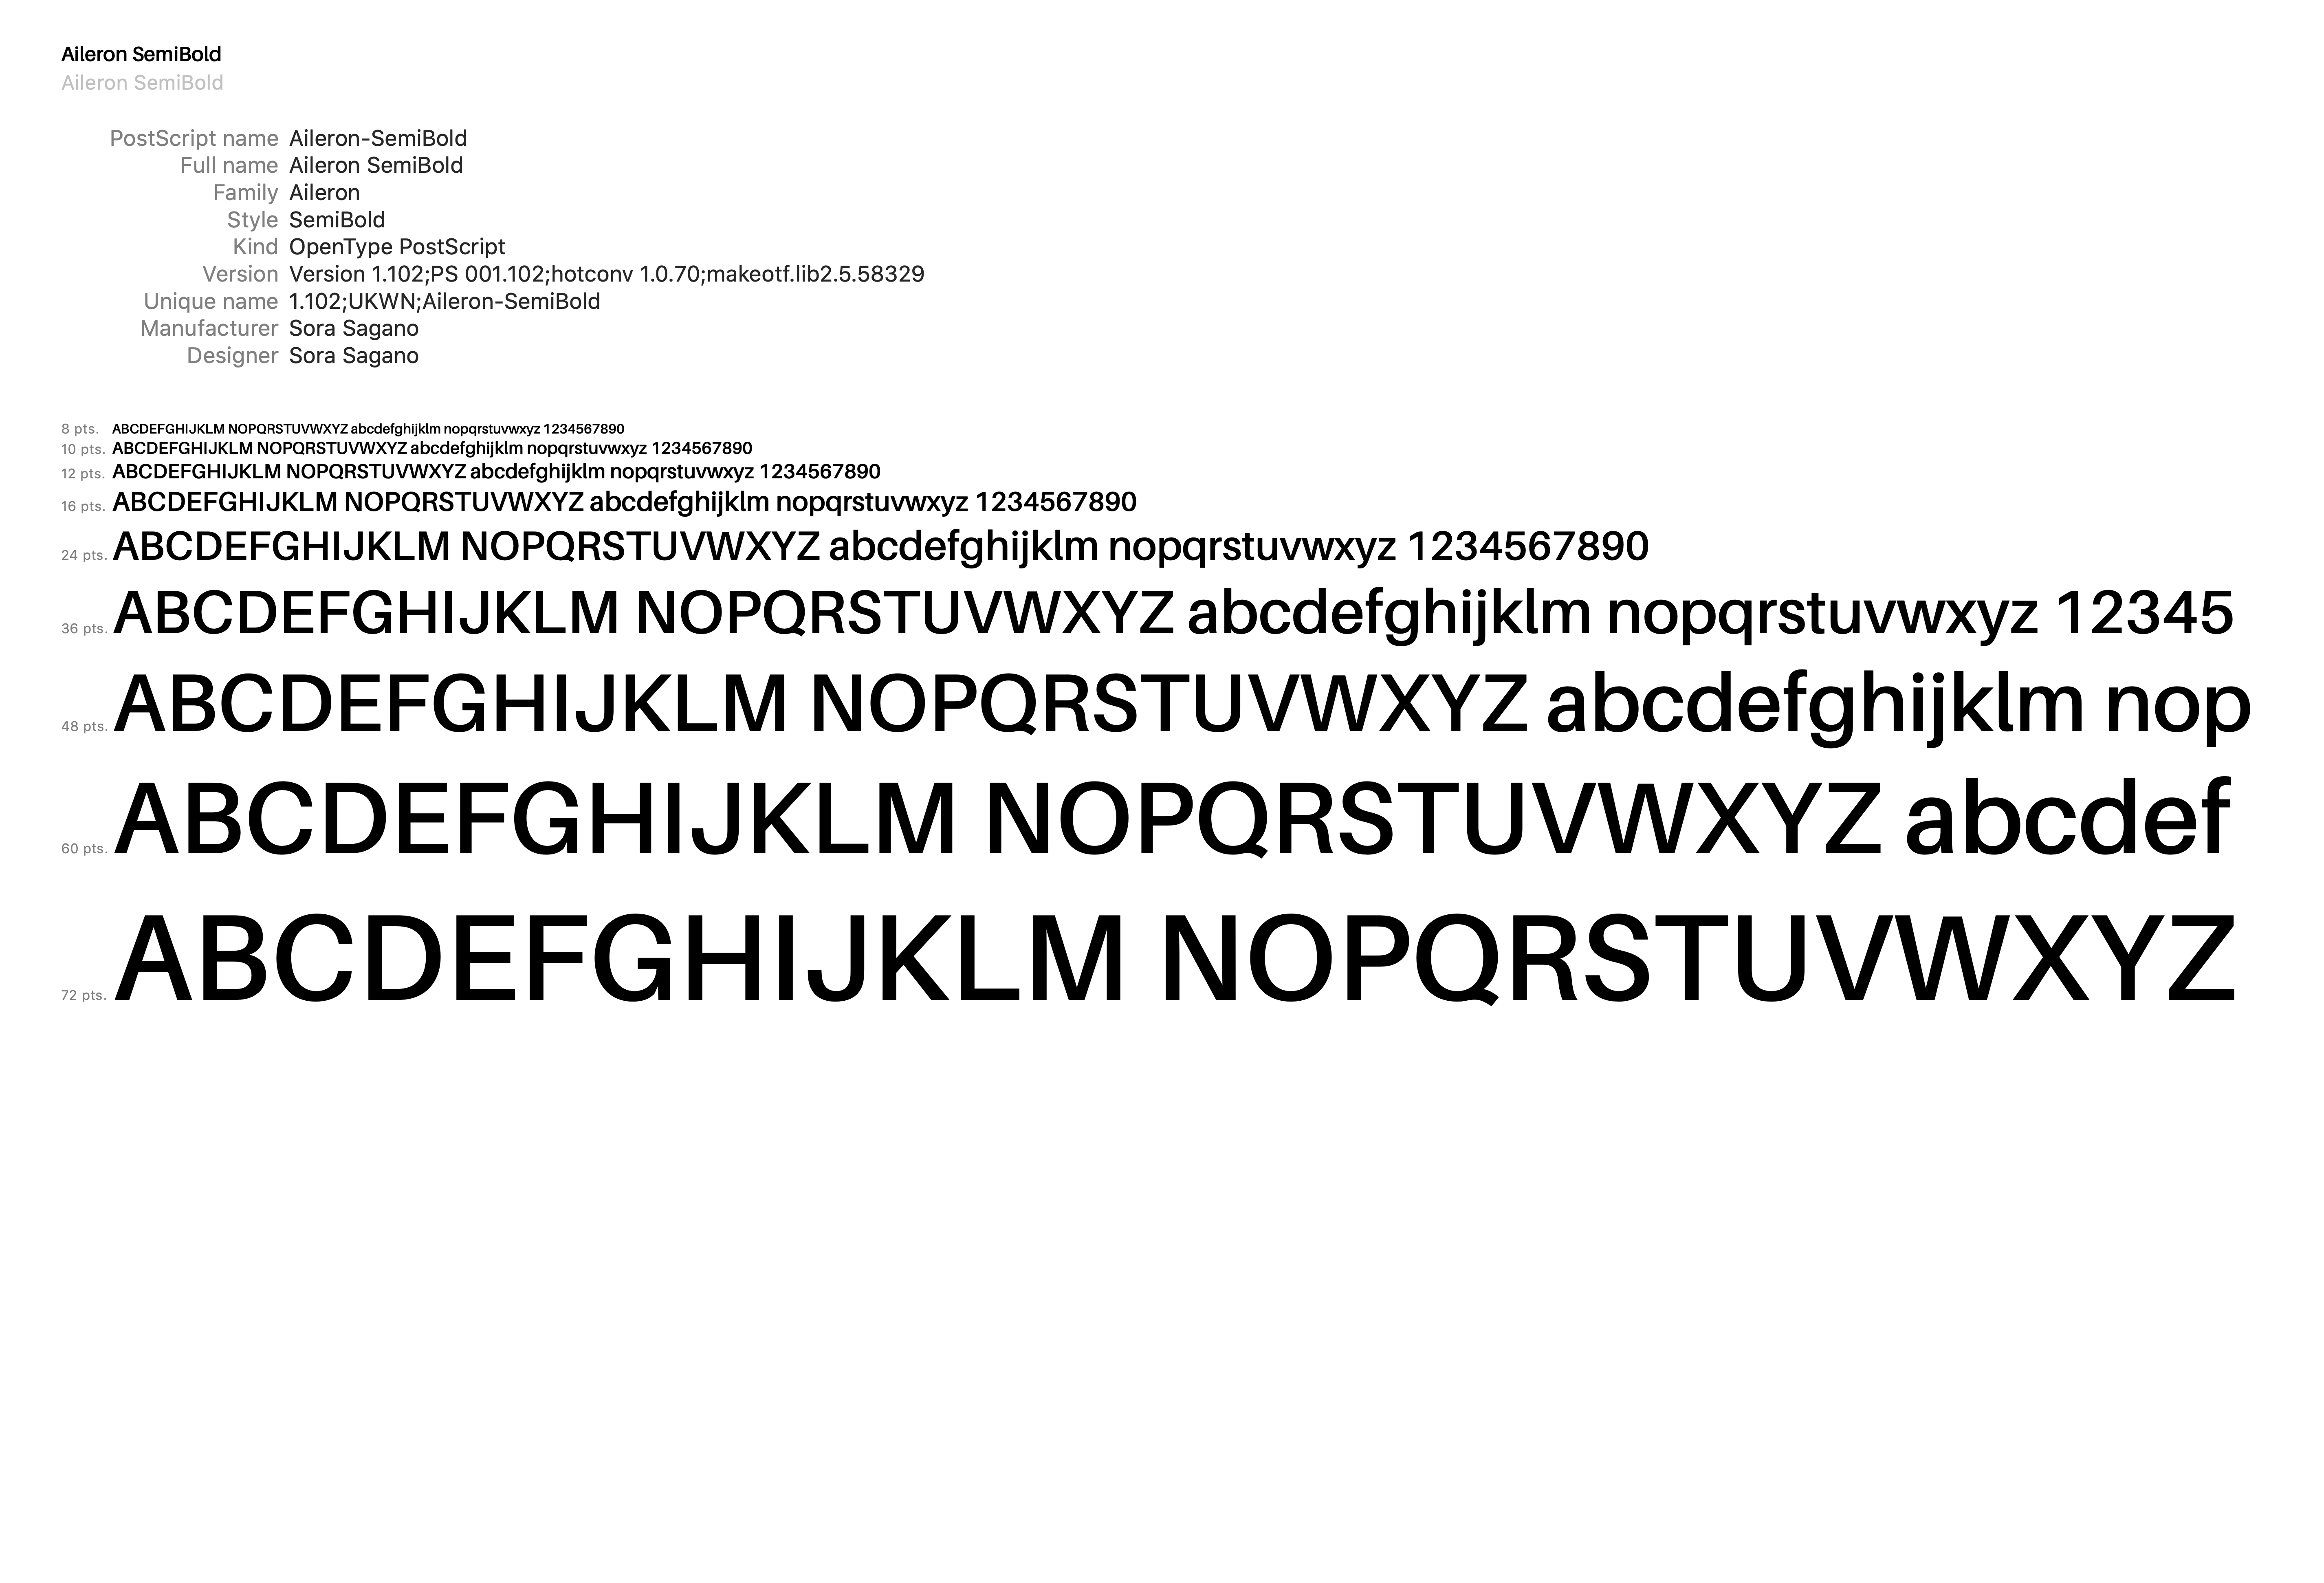 Aileron SemiBold
Aileron SemiBold
PostScript name Aileron-SemiBold
Full name Aileron SemiBold
Family Aileron
Style SemiBold
Kind OpenType PostScript
Version Version 1.102;PS 001.102;hotconv 1.0.70;makeotf.lib2.5.58329
Unique name 1.102;UKWN;Aileron-SemiBold
Manufacturer Sora Sagano
Designer Sora Sagano
8 pts. ABCDEFGHIJKLM NOPQRSTUVWXYZ abcdefghijklm nopqrstuvwxyz 1234567890
10 pts. ABCDEFGHIJKLM NOPQRSTUVWXYZ abcdefghijklm nopqrstuvwxyz 1234567890
12 pts. ABCDEFGHIJKLM NOPQRSTUVWXYZ abcdefghijklm nopqrstuvwxyz 1234567890
16 pts. ABCDEFGHIJKLM NOPQRSTUVWXYZ abcdefghijklm nopqrstuvwxyz 1234567890
24 pts. ABCDEFGHIJKLM NOPQRSTUVWXYZ abcdefghijklm nopqrstuvwxyz 1234567890
36 pts. ABCDEFGHIJKLM NOPQRSTUVWXYZ abcdefghijklm nopqrstuvwxyz 12345
48 pts. ABCDEFGHIJKLM NOPQRSTUVWXYZ abcdefghijklm nop
60 pts. ABCDEFGHIJKLM NOPQRSTUVWXYZ abcdef
72 pts. ABCDEFGHIJKLM NOPQRSTUVWXYZ